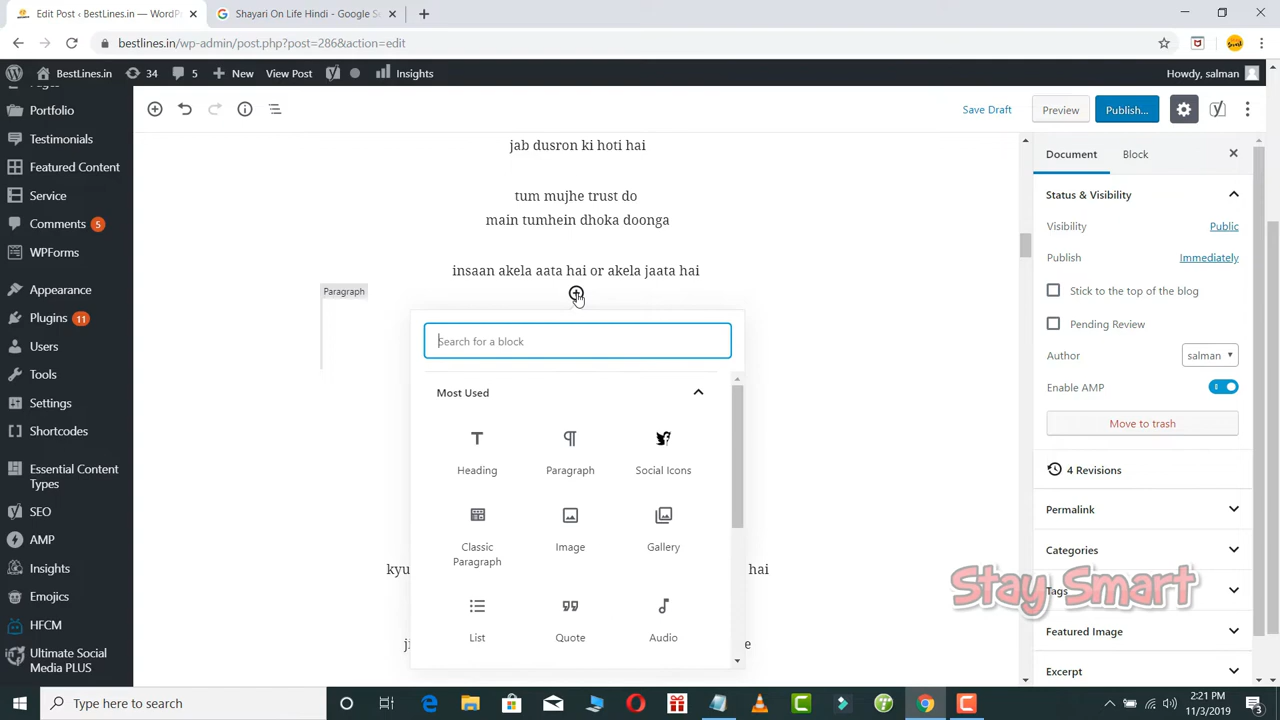 Edit Post ‹ BestLines.in — WordP
Shayari On Life Hindi - Google Se
bestlines.in/wp-admin/post.php?post=286&action=edit
BestLines.in
34
5
New
View Post
Insights
Howdy, salman
Pages
Portfolio
Testimonials
Featured Content
Service
Comments 5
WPForms
Appearance
Plugins 11
Users
Tools
Settings
Shortcodes
Essential Content
Types
SEO
AMP
Insights
Emojics
HFCM
Ultimate Social
Media PLUS
Save Draft
Preview
Publish...
jab dusron ki hoti hai
tum mujhe trust do
main tumhein dhoka doonga
insaan akela aata hai or akela jaata hai
Paragraph
Search for a block
Most Used
Heading
Paragraph
Social Icons
Classic
Paragraph
Image
Gallery
List
Quote
Audio
hai
Document
Block
Status & Visibility
Visibility
Public
Publish
Immediately
Stick to the top of the blog
Pending Review
Author
salman
Enable AMP
Move to trash
4 Revisions
Permalink
Categories
Tags
Featured Image
Excerpt
Stay Smart
Type here to search
2:21 PM
11/3/2019
3